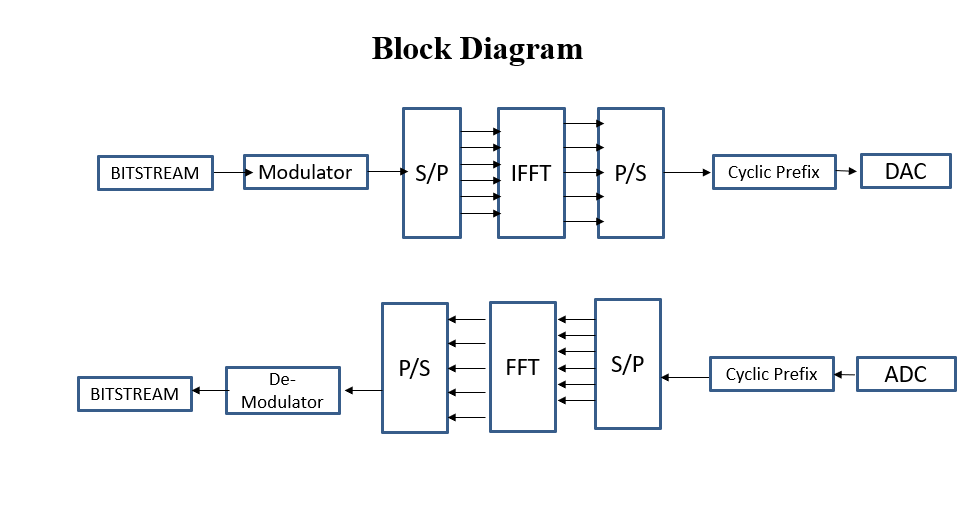 Block Diagram
BITSTREAM
Modulator
S/P
IFFT
P/S
Cyclic Prefix
DAC
BITSTREAM
De-
Modulator
P/S
FFT
S/P
Cyclic Prefix
ADC